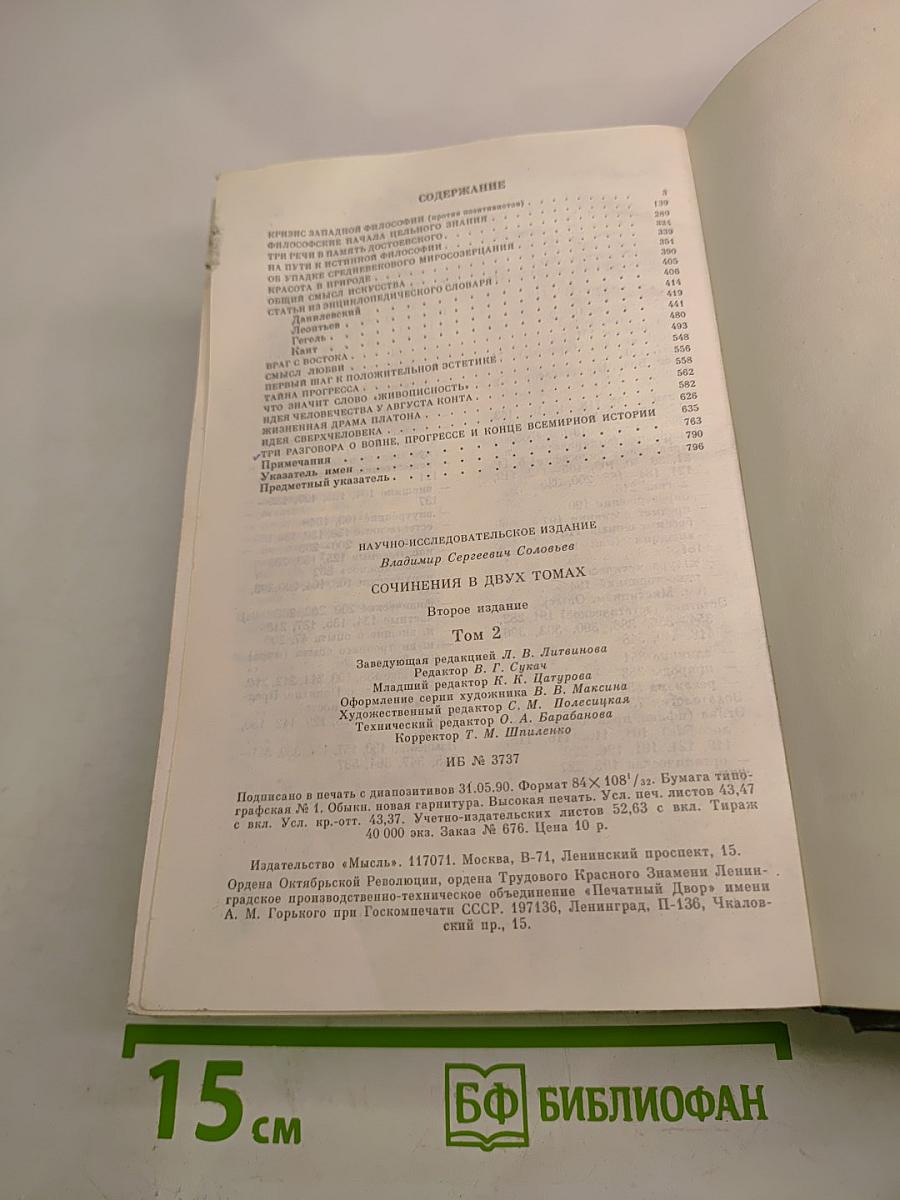 СОДЕРЖАНИЕ
КРИЗИС ЗАПАДНОЙ ФИЛОСОФИИ (против позитивистов) . . . 3
ФИЛОСОФСКИЕ НАЧАЛА ЦЕЛЬНОГО ЗНАНИЯ . . . 139
ТРИ РЕЧИ В ПАМЯТЬ ДОСТОЕВСКОГО . . . 289
НА ПУТИ К ИСТИННОЙ ФИЛОСОФИИ . . . 324
ОБ УПАДКЕ СРЕДНЕВЕКОВОГО МИРОСОЗЕРЦАНИЯ . . . 339
КРАСОТА В ПРИРОДЕ . . . 351
ОБЩИЙ СМЫСЛ ИСКУССТВА . . . 390
СТАТЬИ ИЗ ЭНЦИКЛОПЕДИЧЕСКОГО СЛОВАРЯ . . . 405
Данилевский . . . 406
Леонтьев . . . 414
Гегель . . . 419
Кант . . . 441
ВРАГ С ВОСТОКА . . . 480
СМЫСЛ ЛЮБВИ . . . 493
ПЕРВЫЙ ШАГ К ПОЛОЖИТЕЛЬНОЙ ЭСТЕТИКЕ . . . 548
ТАЙНА ПРОГРЕССА . . . 556
ЧТО ЗНАЧИТ СЛОВО «ЖИВОПИСНОСТЬ» . . . 558
ИДЕЯ ЧЕЛОВЕЧЕСТВА У АВГУСТА КОНТА . . . 562
ЖИЗНЕННАЯ ДРАМА ПЛАТОНА . . . 582
ИДЕЯ СВЕРХЧЕЛОВЕКА . . . 626
ТРИ РАЗГОВОРА О ВОЙНЕ, ПРОГРЕССЕ И КОНЦЕ ВСЕМИРНОЙ ИСТОРИИ 635
Примечания . . . 763
Указатель имен . . . 790
Предметный указатель . . . 796
НАУЧНО-ИССЛЕДОВАТЕЛЬСКОЕ ИЗДАНИЕ
Владимир Сергеевич Соловьев
СОЧИНЕНИЯ В ДВУХ ТОМАХ
Второе издание
Том 2
Заведующая редакцией Л. В. Литвинова
Редактор В. Г. Сукач
Младший редактор К. К. Цатурова
Оформление серии художника В. В. Максина
Художественный редактор С. М. Полесицкая
Технический редактор О. А. Барабанова
Корректор Т. М. Шпиленко
ИБ № 3737
Подписано в печать с диапозитивов 31.05.90. Формат 84×108¹/₃₂. Бумага типо-
графская № 1. Обыкн. новая гарнитура. Высокая печать. Усл. печ. листов 43,47
с вкл. Усл. кр.-отт. 43,37. Учетно-издательских листов 52,63 с вкл. Тираж
40 000 экз. Заказ № 676. Цена 10 р.
Издательство «Мысль». 117071. Москва, В-71, Ленинский проспект, 15.
Ордена Октябрьской Революции, ордена Трудового Красного Знамени Ленин-
градское производственно-техническое объединение «Печатный Двор» имени
А. М. Горького при Госкомпечати СССР. 197136, Ленинград, П-136, Чкалов-
ский пр., 15.
15 см
БФ БИБЛИОФАН